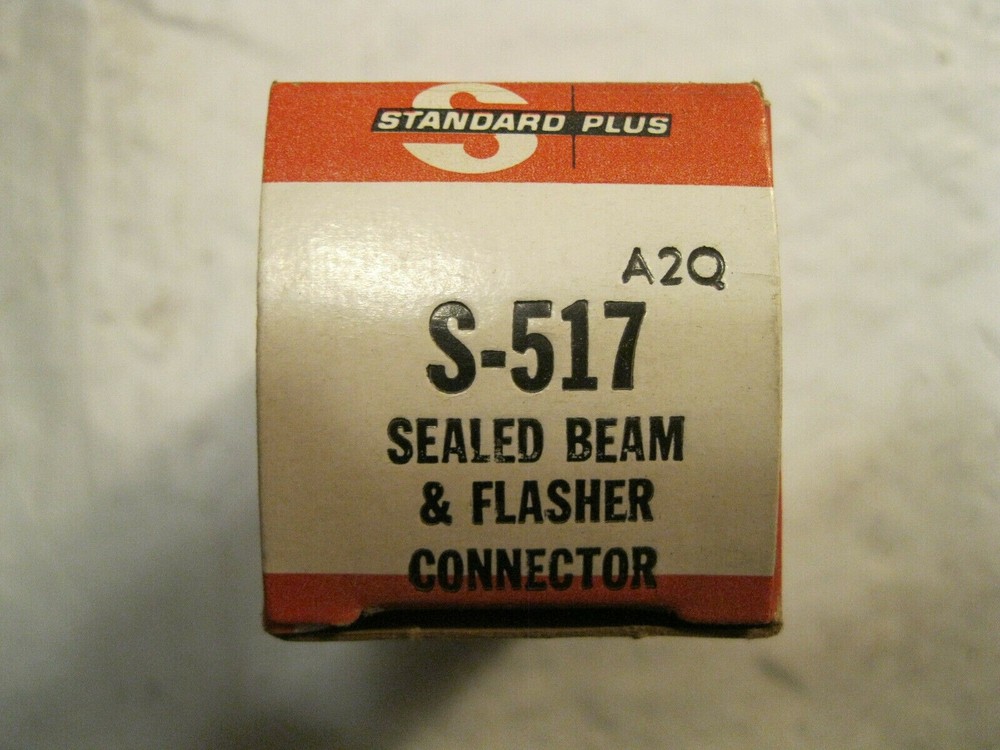 S
STANDARD PLUS
A2Q
S-517
SEALED BEAM
& FLASHER
CONNECTOR